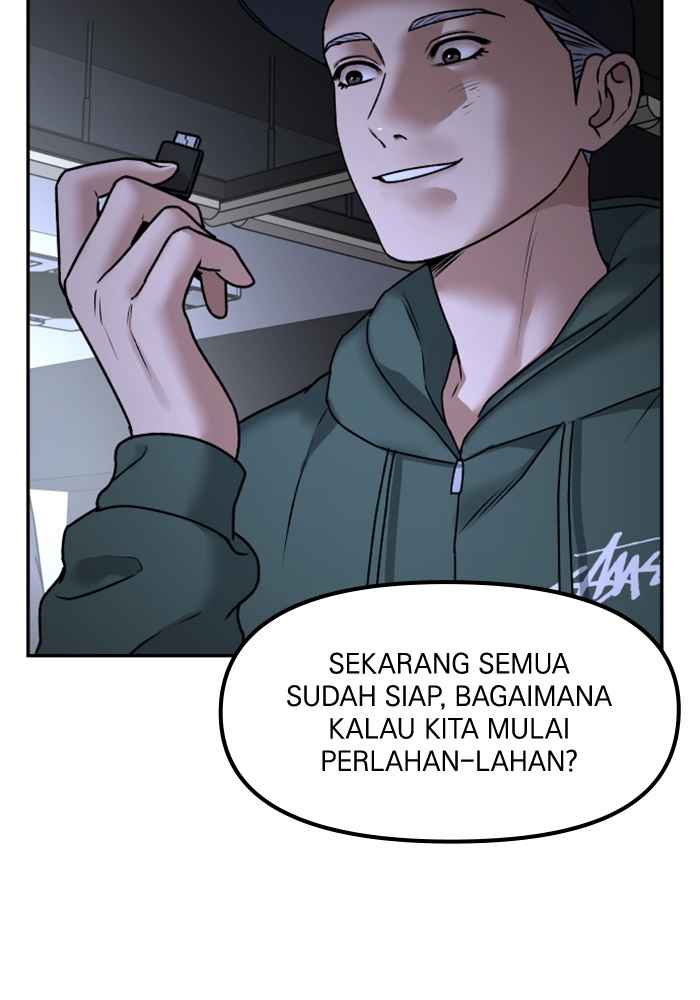 SEKARANG SEMUA
SUDAH SIAP, BAGAIMANA
KALAU KITA MULAI
PERLAHAN-LAHAN?